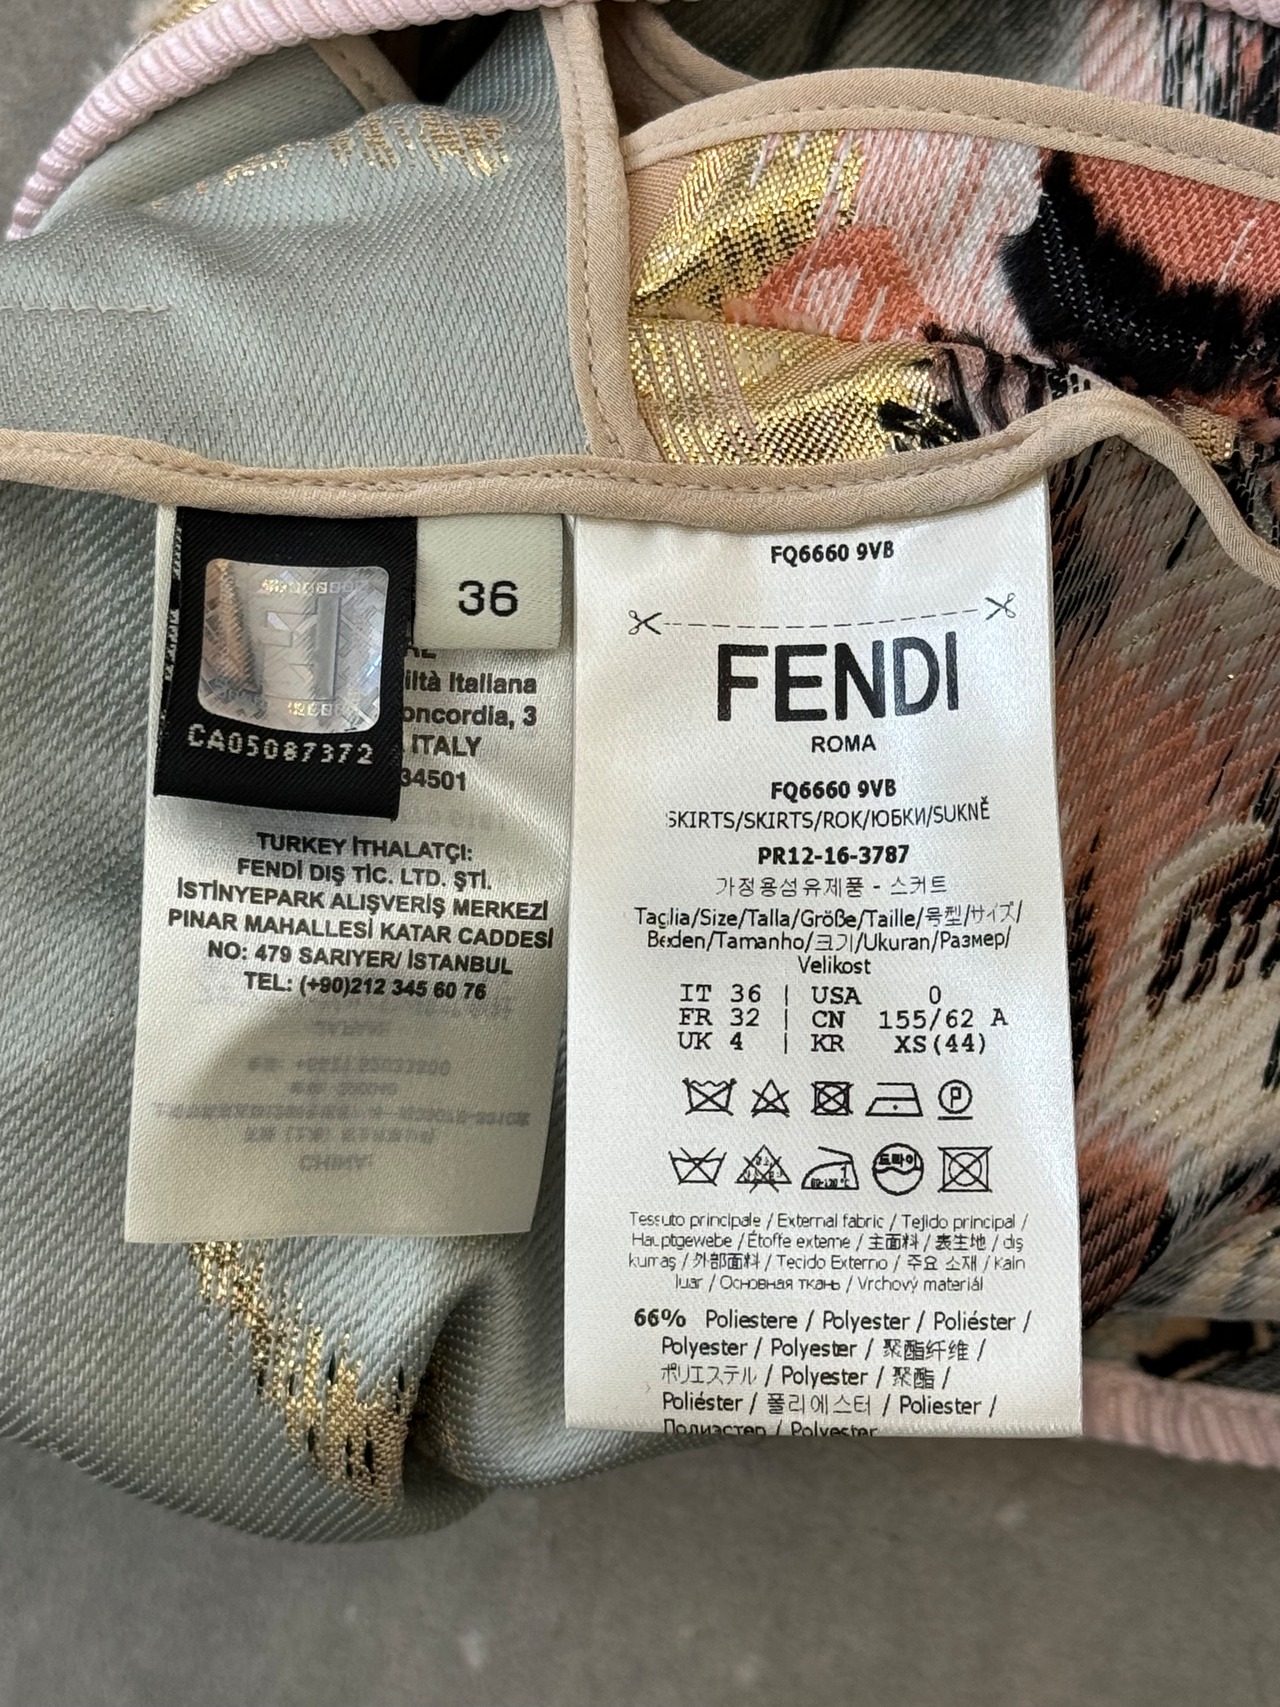 CA05087372
36
iltà Italiana
oncordia, 3
ITALY
34501
TURKEY İTHALATÇI:
FENDİ DIŞ TİC. LTD. ŞTİ.
İSTİNYEPARK ALIŞVERİŞ MERKEZİ
PINAR MAHALLESİ KATAR CADDESİ
NO: 479 SARIYER/ İSTANBUL
TEL: (+90)212 345 60 76
FQ6660 9VB
FENDI
ROMA
FQ6660 9VB
SKIRTS/SKIRTS/ROK/ЮБКИ/SUKNĚ
PR12-16-3787
가정용섬유제품 - 스커트
Taglia/Size/Talla/Größe/Taille/号型/サイズ/
Beden/Tamanho/크기/Ukuran/Размер/
Velikost
IT 36 | USA 0
FR 32 | CN 155/62 A
UK 4 | KR XS(44)
P
드라이
Tessuto principale / External fabric / Tejido principal /
Hauptgewebe / Étoffe externe / 主面料 / 表生地 / dış
kumaş / 外部面料 / Tecido Externo / 주요 소재 / Kain
luar / Основная ткань / Vrchový materiál
66% Poliestere / Polyester / Poliéster /
Polyester / Polyester / 聚酯纤维 /
ポリエステル / Polyester / 聚酯 /
Poliéster / 폴리에스터 / Poliester /
Полиэстер / Polyester